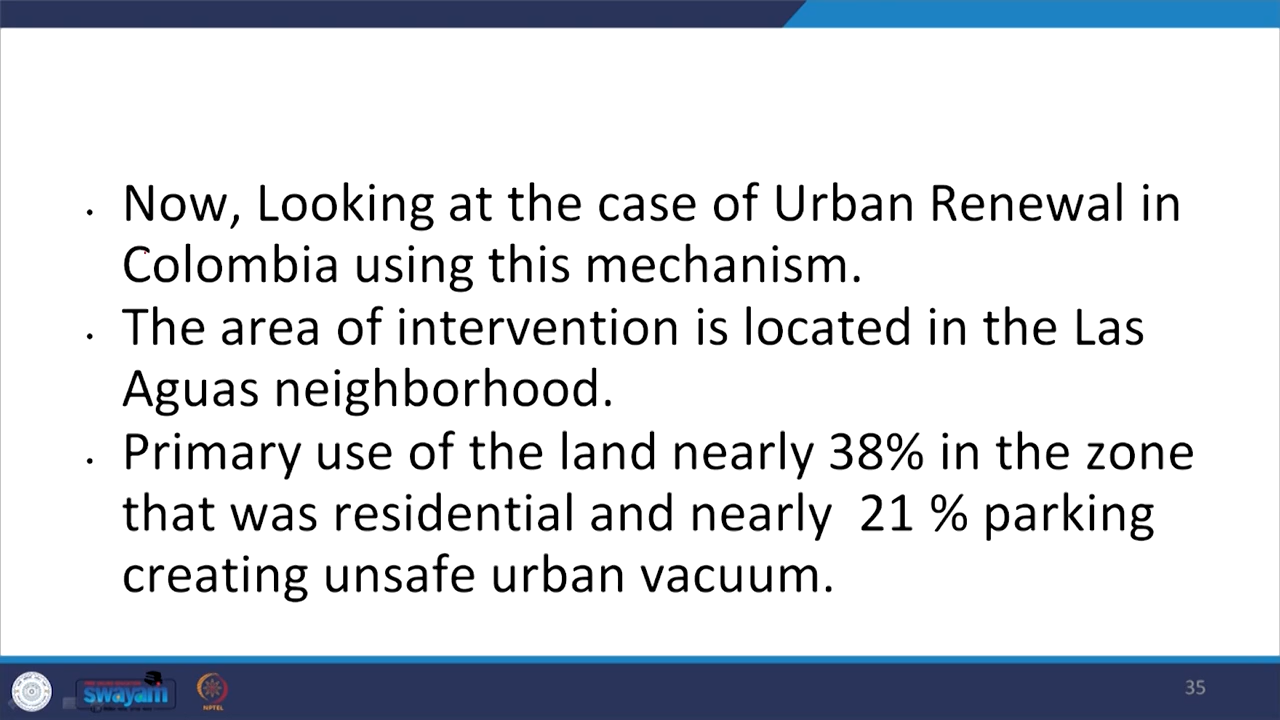 Now, Looking at the case of Urban Renewal in
Colombia using this mechanism.
The area of intervention is located in the Las
Aguas neighborhood.
Primary use of the land nearly 38% in the zone
that was residential and nearly 21 % parking
creating unsafe urban vacuum.
swayam
NPTEL
35